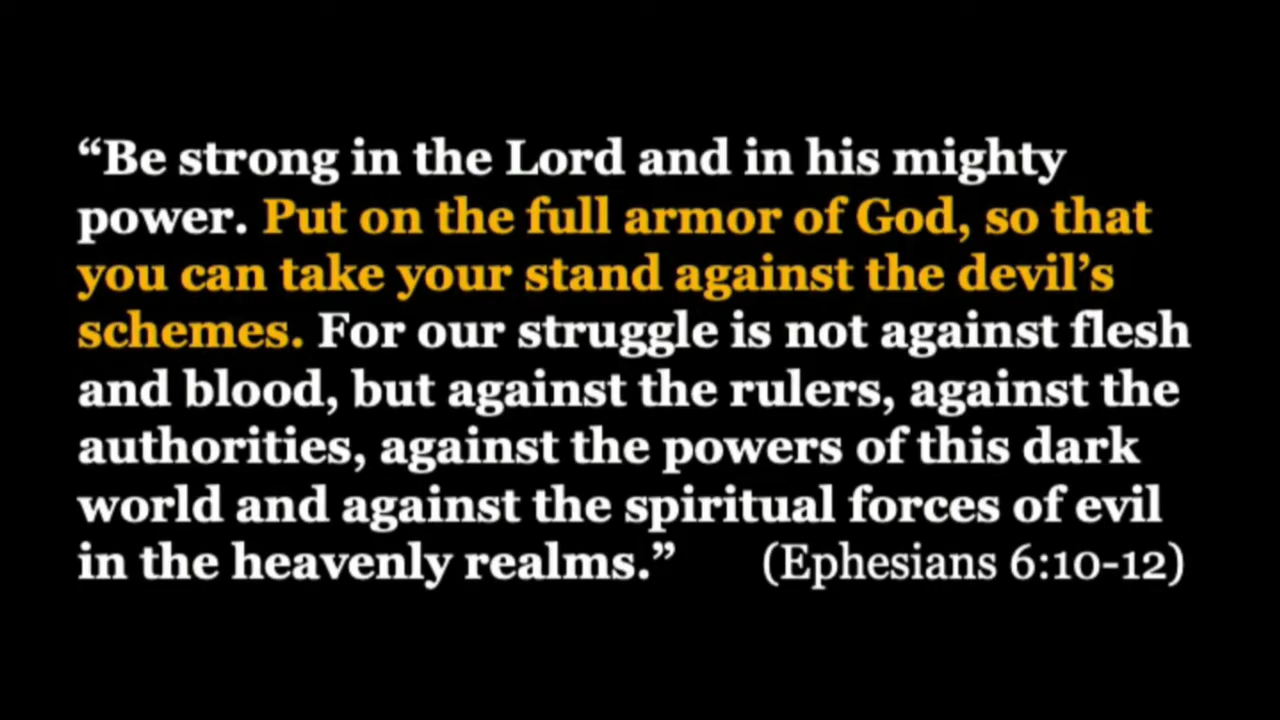 “Be strong in the Lord and in his mighty
power. Put on the full armor of God, so that
you can take your stand against the devil’s
schemes. For our struggle is not against flesh
and blood, but against the rulers, against the
authorities, against the powers of this dark
world and against the spiritual forces of evil
in the heavenly realms.” (Ephesians 6:10-12)